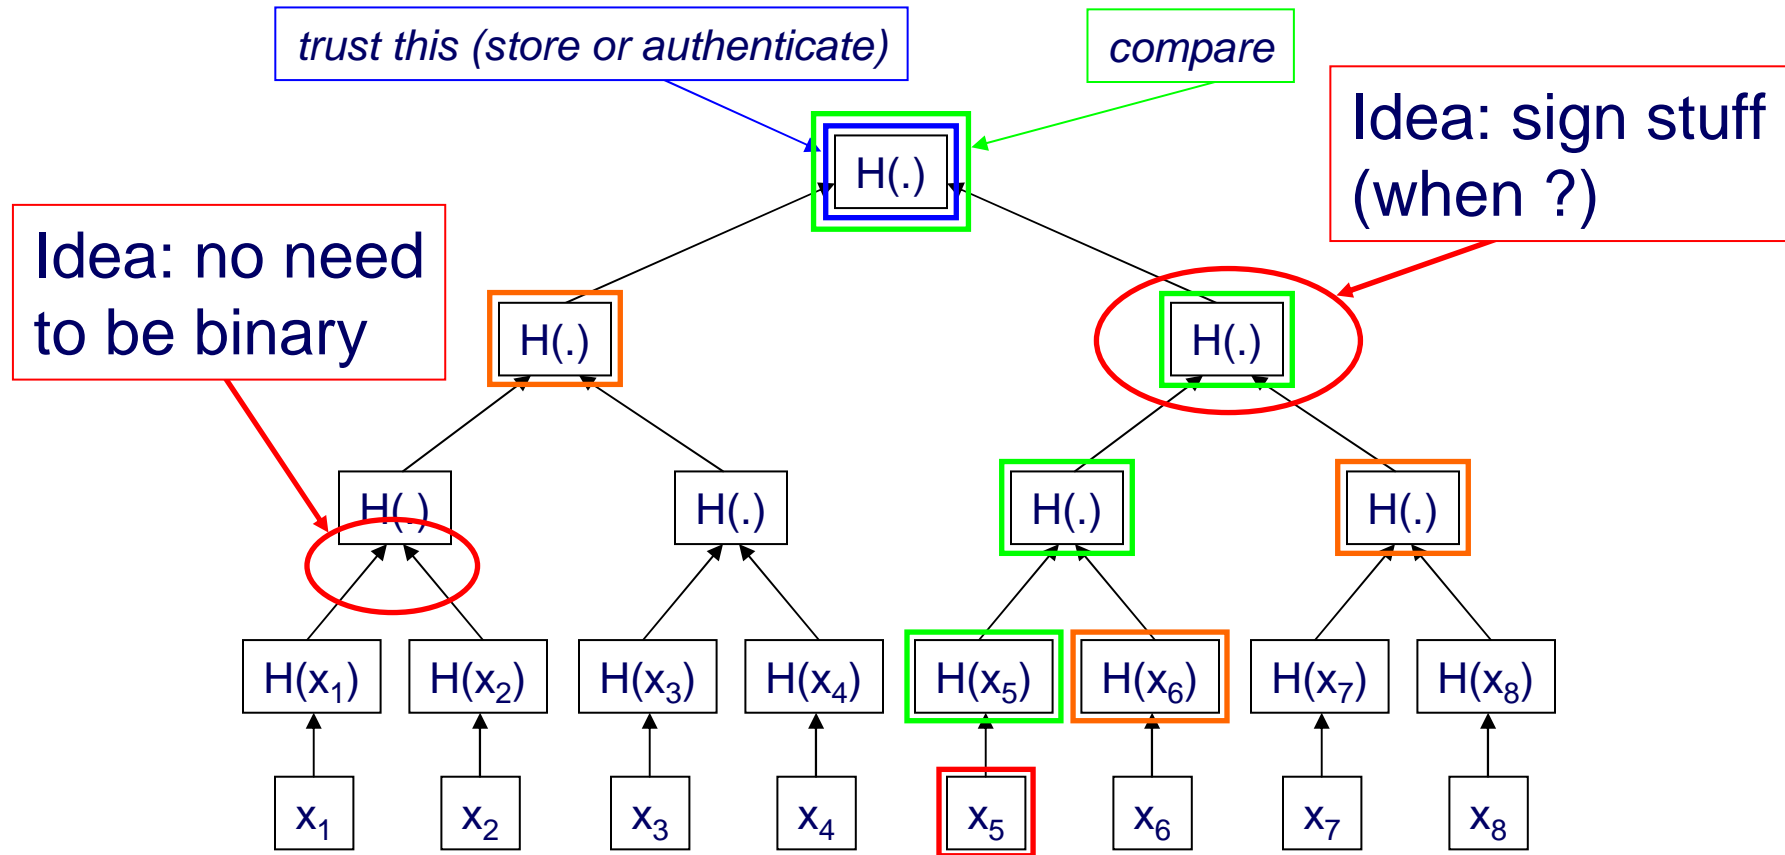 trust this (store or authenticate)
compare
Idea: sign stuff
(when ?)
H(.)
Idea: no need
to be binary
H(.)
H(.)
H(.)
H(.)
H(.)
H(.)
H(x₁)
H(x₂)
H(x₃)
H(x₄)
H(x₅)
H(x₆)
H(x₇)
H(x₈)
x₁
x₂
x₃
x₄
x₅
x₆
x₇
x₈